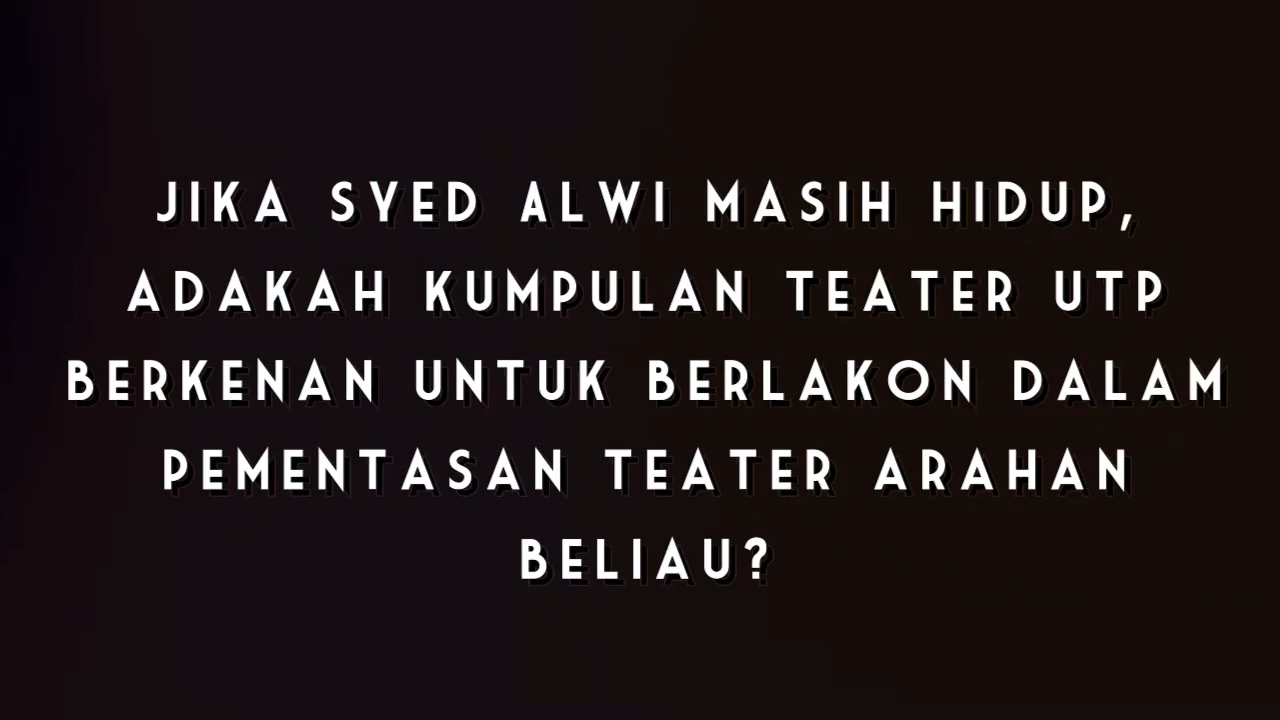 JIKA SYED ALWI MASIH HIDUP,
ADAKAH KUMPULAN TEATER UTP
BERKENAN UNTUK BERLAKON DALAM
PEMENTASAN TEATER ARAHAN
BELIAU?